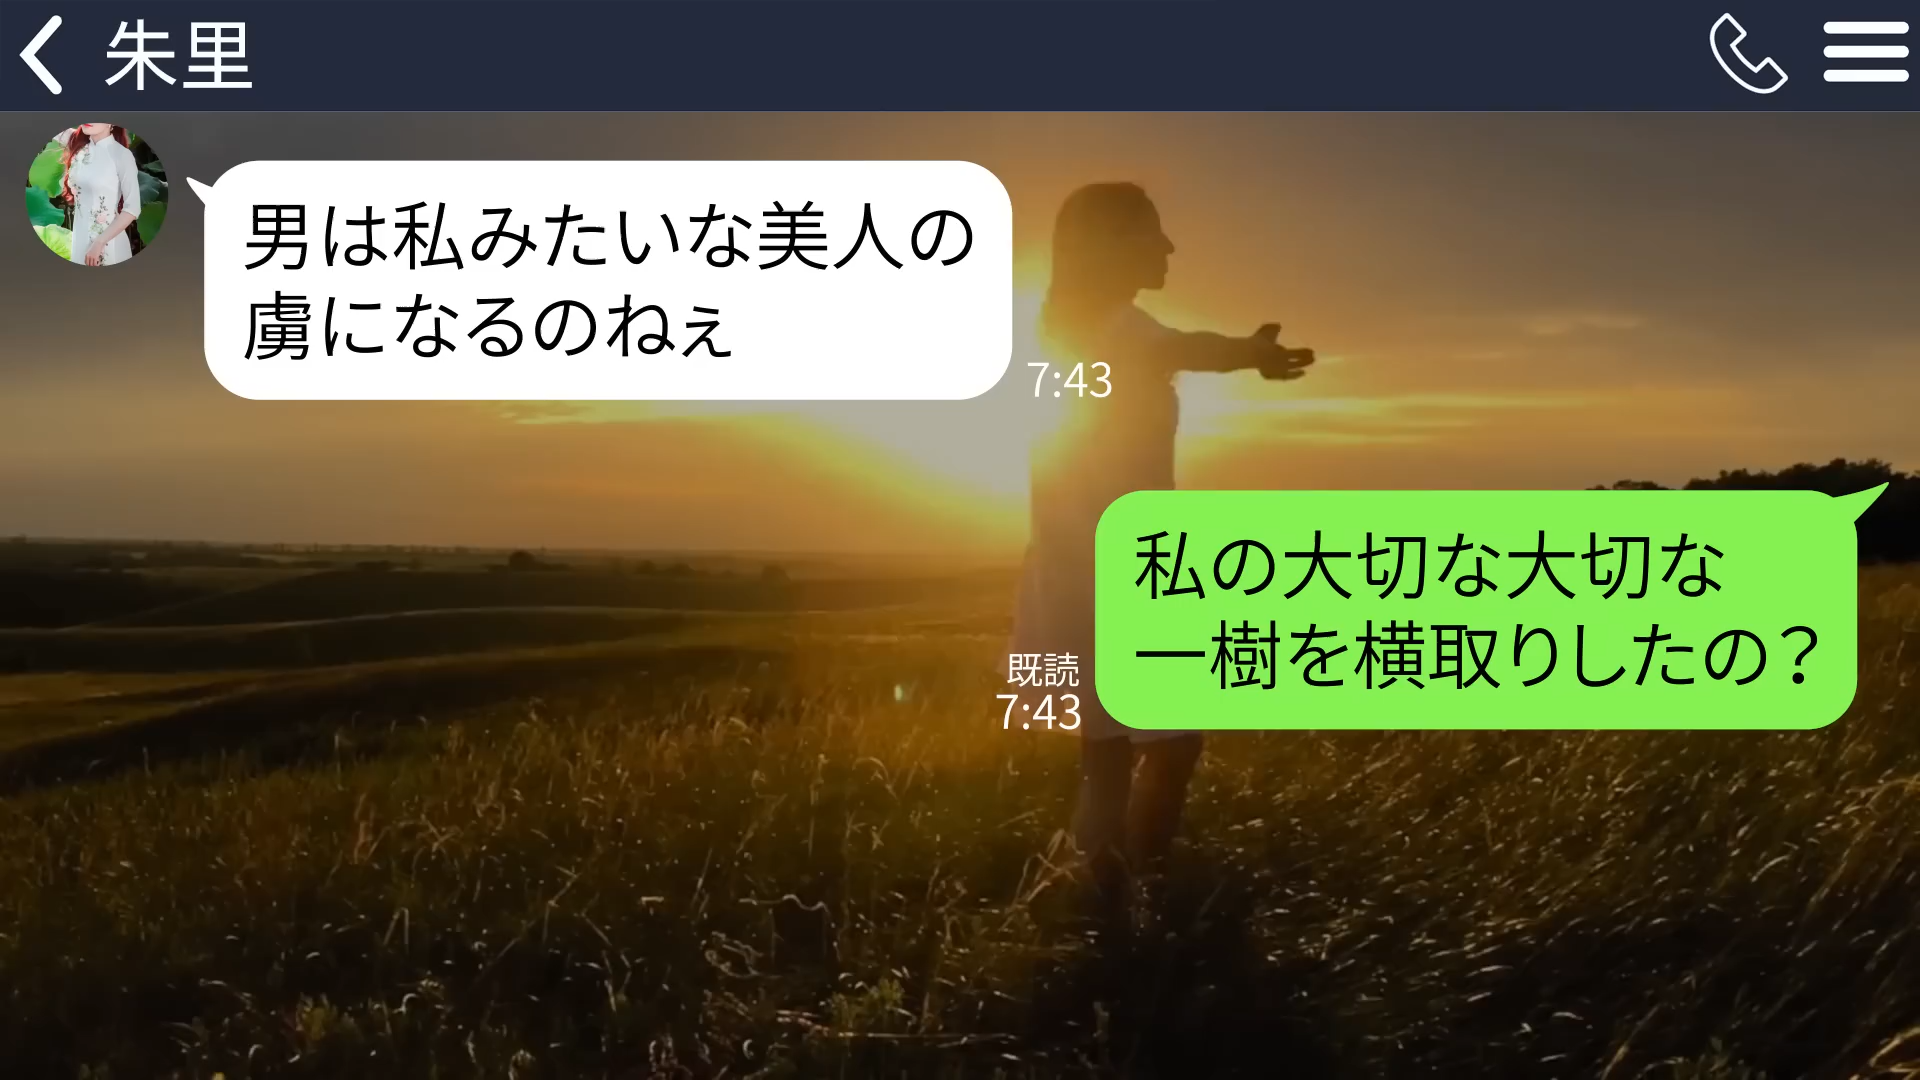 朱里
男は私みたいな美人の
虜になるのねぇ
7:43
私の大切な大切な
一樹を横取りしたの？
既読
7:43